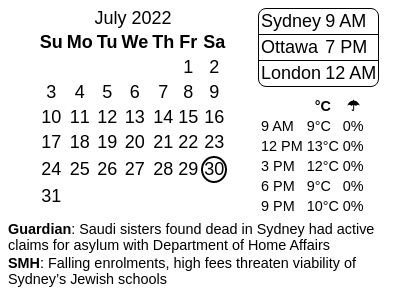 July 2022
Su Mo Tu We Th Fr Sa
1 2
3 4 5 6 7 8 9
10 11 12 13 14 15 16
17 18 19 20 21 22 23
24 25 26 27 28 29 30
31
Sydney 9 AM
Ottawa 7 PM
London 12 AM
°C ☂
9 AM 9°C 0%
12 PM 13°C 0%
3 PM 12°C 0%
6 PM 9°C 0%
9 PM 10°C 0%
Guardian: Saudi sisters found dead in Sydney had active
claims for asylum with Department of Home Affairs
SMH: Falling enrolments, high fees threaten viability of
Sydney’s Jewish schools